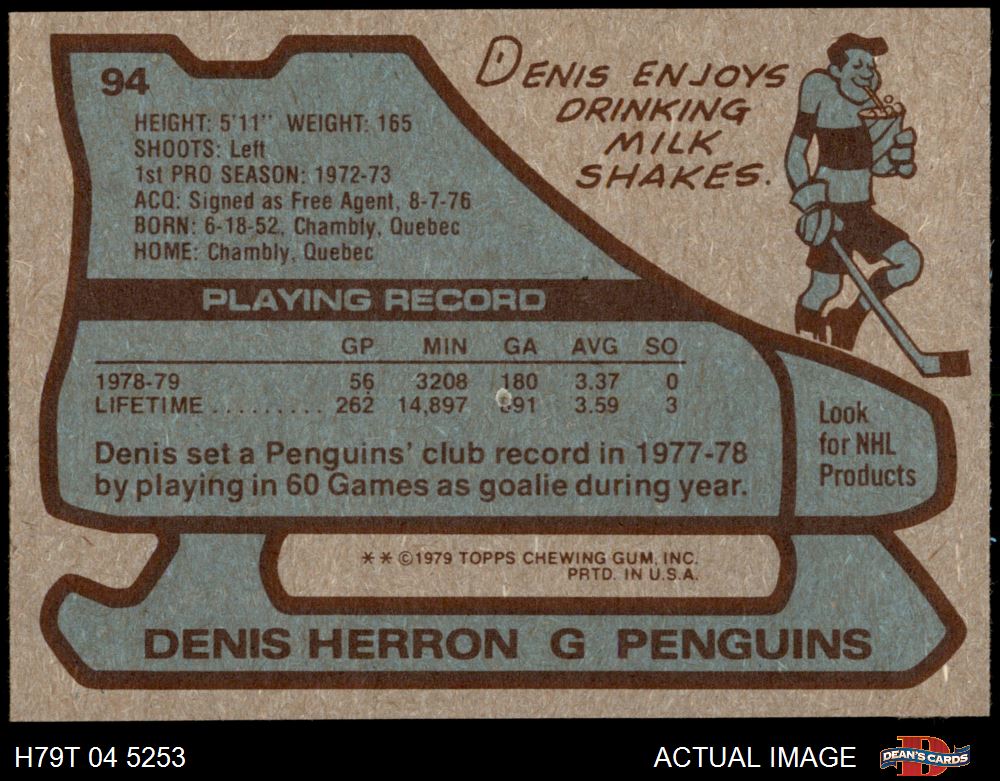 94
HEIGHT: 5'11" WEIGHT: 165
SHOOTS: Left
1st PRO SEASON: 1972-73
ACQ: Signed as Free Agent, 8-7-76
BORN: 6-18-52, Chambly, Quebec
HOME: Chambly, Quebec
DENIS ENJOYS
DRINKING
MILK
SHAKES.
PLAYING RECORD
GP MIN GA AVG SO
1978-79 56 3208 180 3.37 0
LIFETIME ......... 262 14,897 891 3.59 3
Denis set a Penguins' club record in 1977-78
by playing in 60 Games as goalie during year.
Look
for NHL
Products
** ©1979 TOPPS CHEWING GUM, INC.
PRTD. IN U.S.A.
DENIS HERRON G PENGUINS
H79T 04 5253
ACTUAL IMAGE
D
DEAN'S CARDS